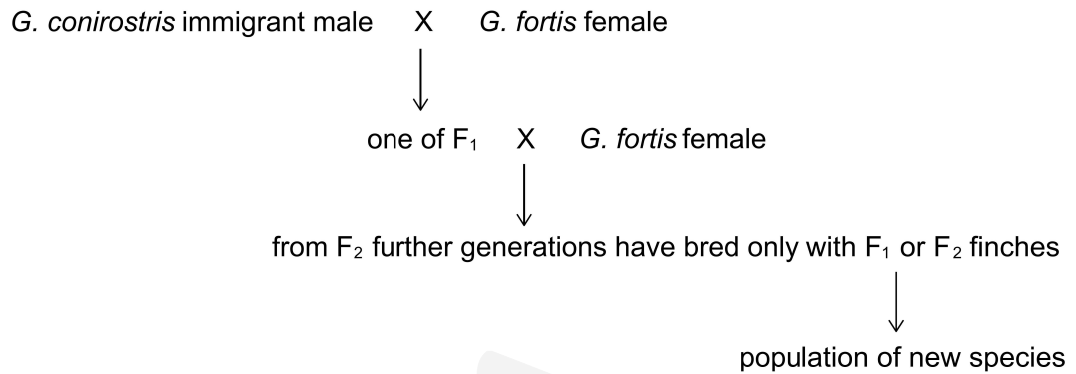 G. conirostris immigrant male X G. fortis female
one of F₁ X G. fortis female
from F₂ further generations have bred only with F₁ or F₂ finches
population of new species